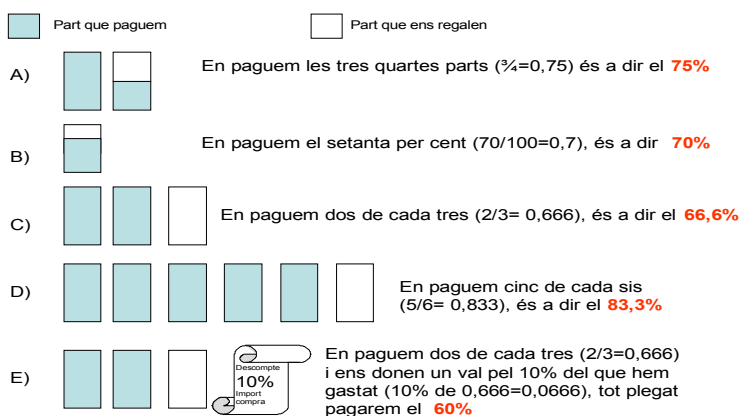 Part que paguem
Part que ens regalen
A)
En paguem les tres quartes parts (¾=0,75) és a dir el 75%
B)
En paguem el setanta per cent (70/100=0,7), és a dir 70%
C)
En paguem dos de cada tres (2/3= 0,666), és a dir el 66,6%
D)
En paguem cinc de cada sis
(5/6= 0,833), és a dir el 83,3%
E)
Descompte
10%
Import
compra
En paguem dos de cada tres (2/3=0,666)
i ens donen un val pel 10% del que hem
gastat (10% de 0,666=0,0666), tot plegat
pagarem el 60%